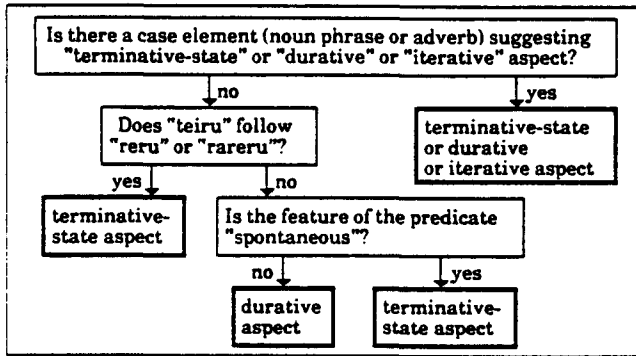 Is there a case element (noun phrase or adverb) suggesting
"terminative-state" or "durative" or "iterative" aspect?
no
yes
Does "teiru" follow
"reru" or "rareru"?
terminative-state
or durative
or iterative aspect
yes
no
terminative-
state aspect
Is the feature of the predicate
"spontaneous"?
no
yes
durative
aspect
terminative-
state aspect